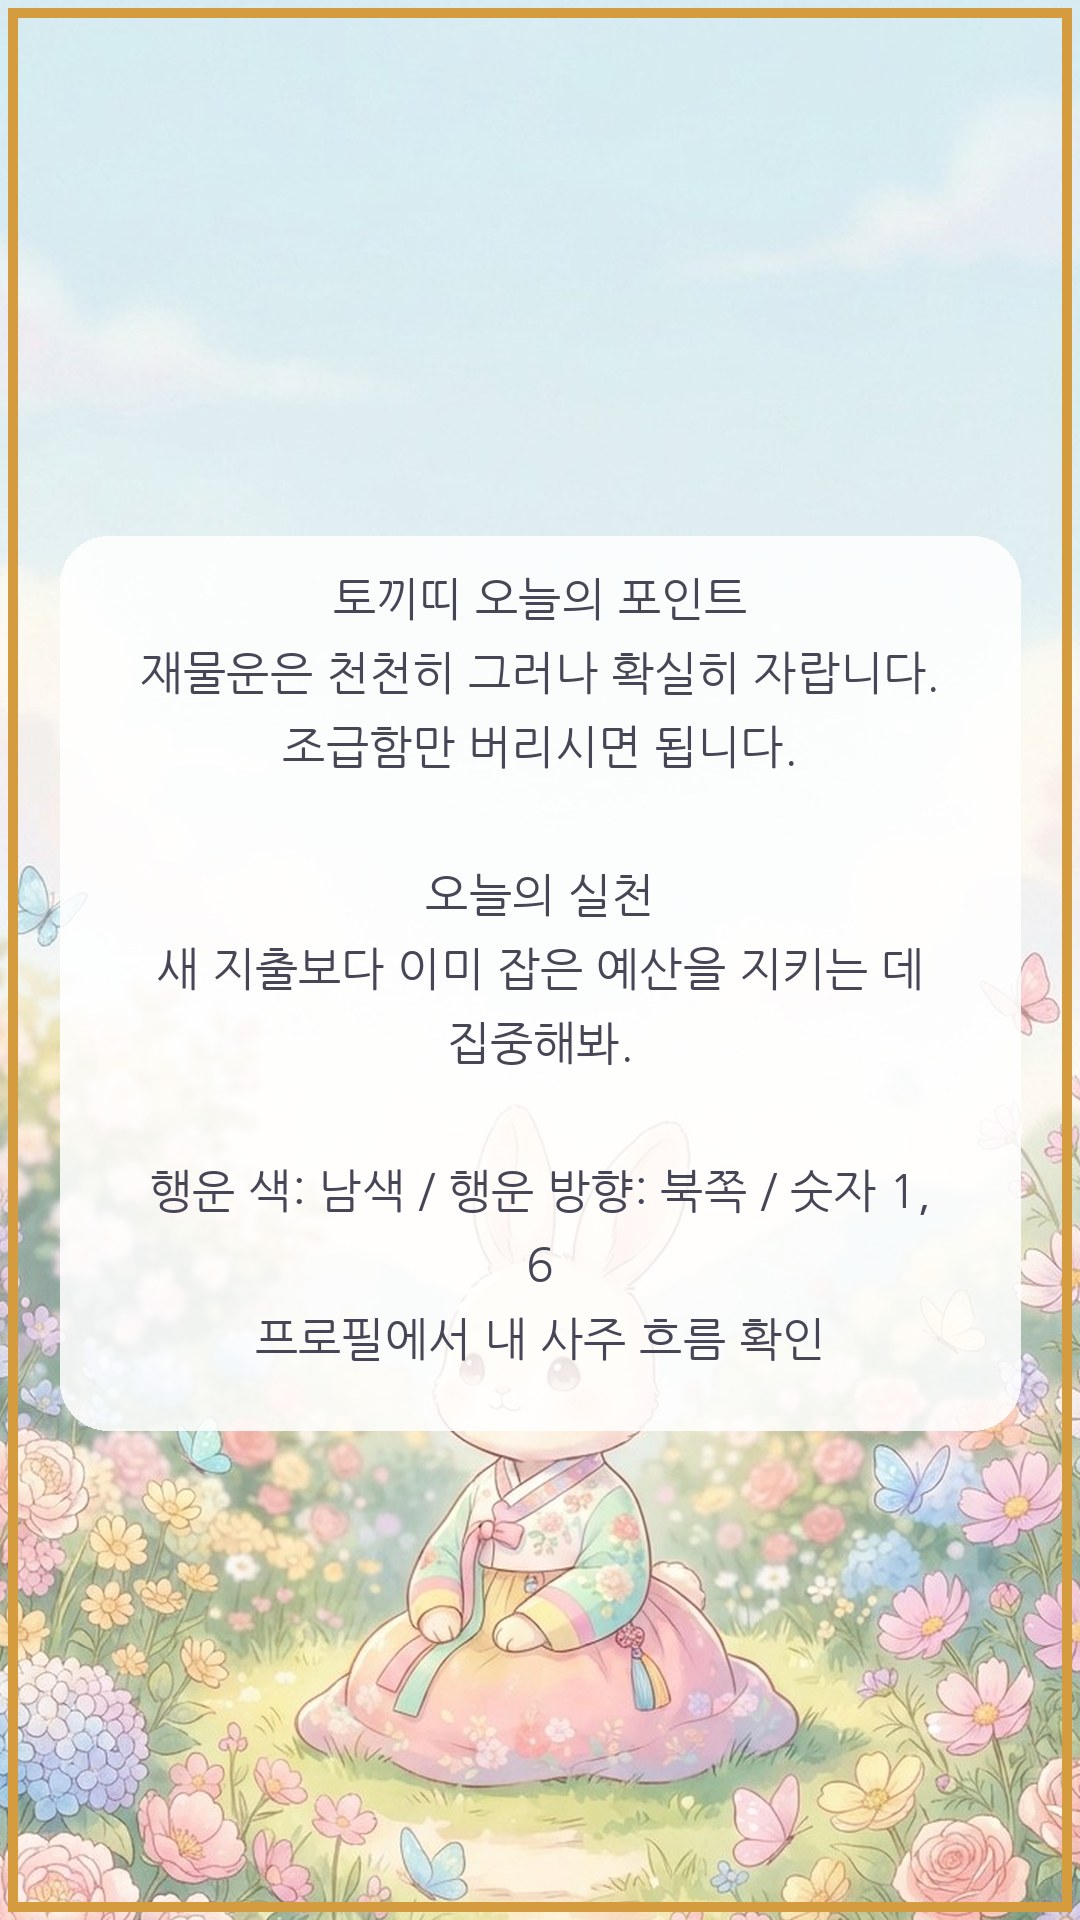 토끼띠 오늘의 포인트
재물운은 천천히 그러나 확실히 자랍니다.
조급함만 버리시면 됩니다.
오늘의 실천
새 지출보다 이미 잡은 예산을 지키는 데
집중해봐.
행운 색: 남색 / 행운 방향: 북쪽 / 숫자 1,
6
프로필에서 내 사주 흐름 확인